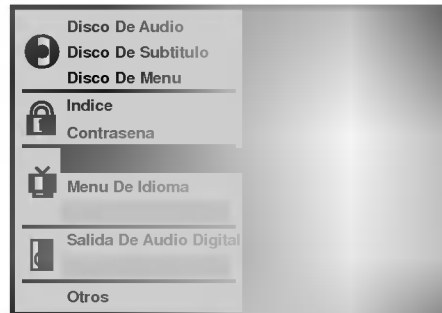 Disco De Audio
Disco De Subtitulo
Disco De Menu
Indice
Contrasena
Menu De Idioma
Salida De Audio Digital
Otros